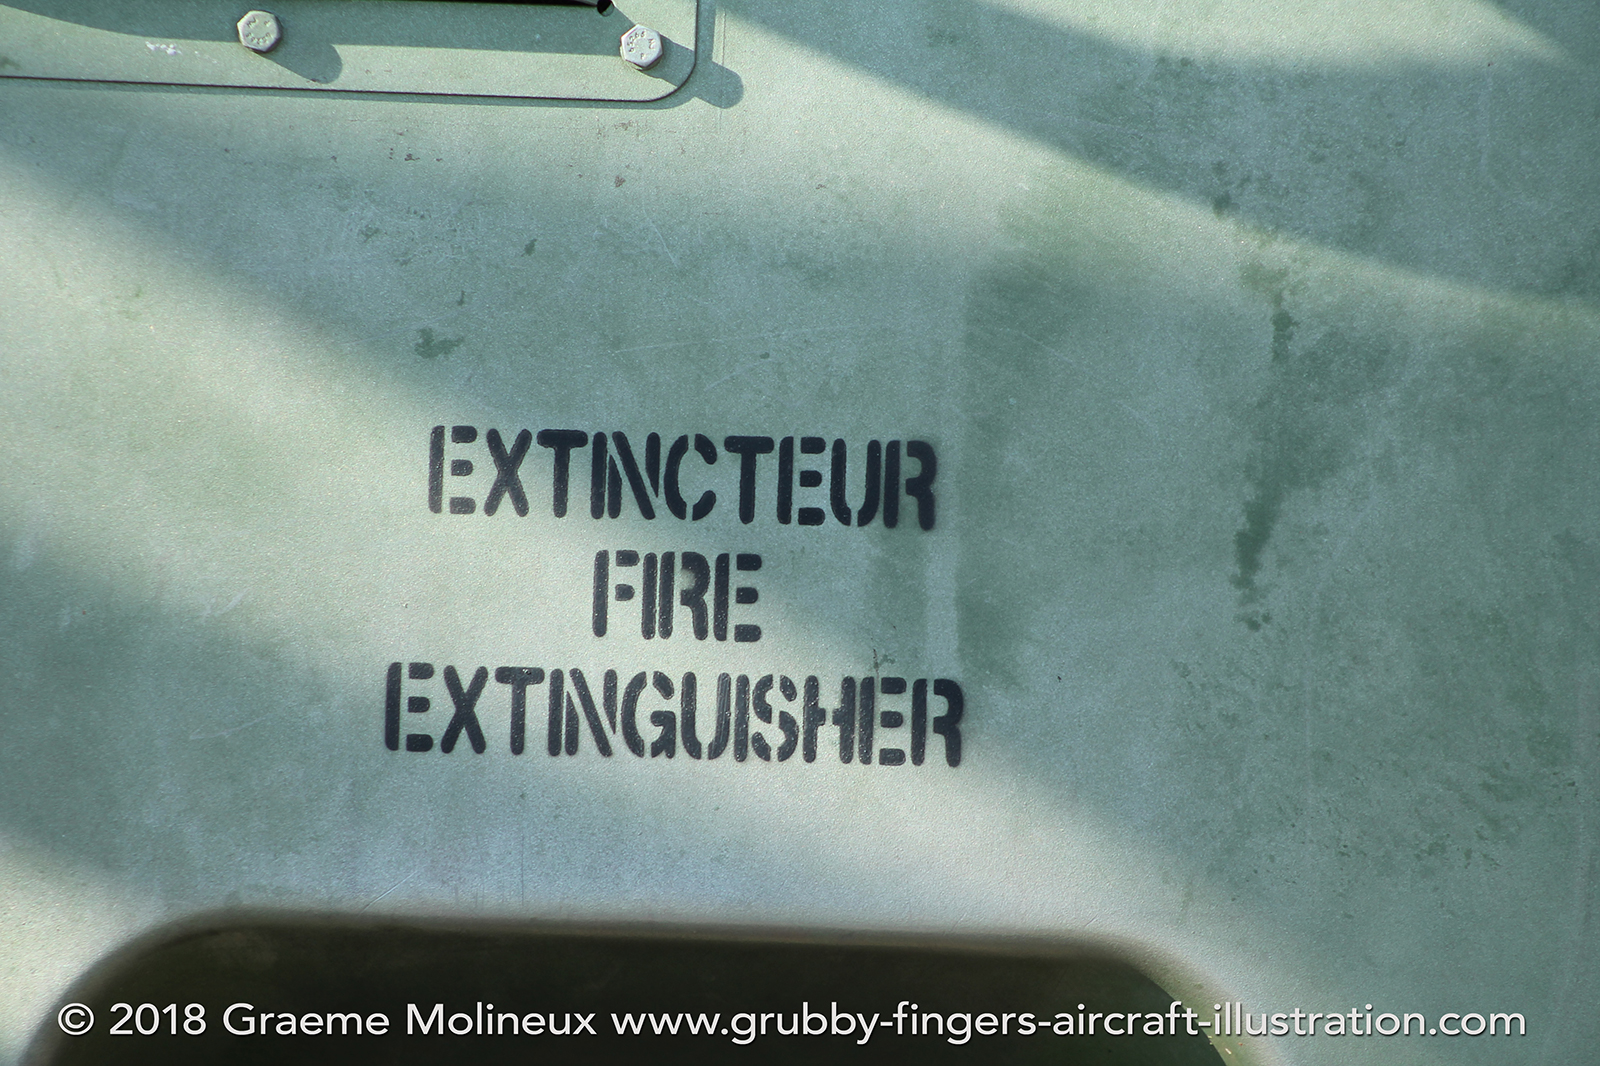 EXTINCTEUR
FIRE
EXTINGUISHER
© 2018 Graeme Molineux www.grubby-fingers-aircraft-illustration.com